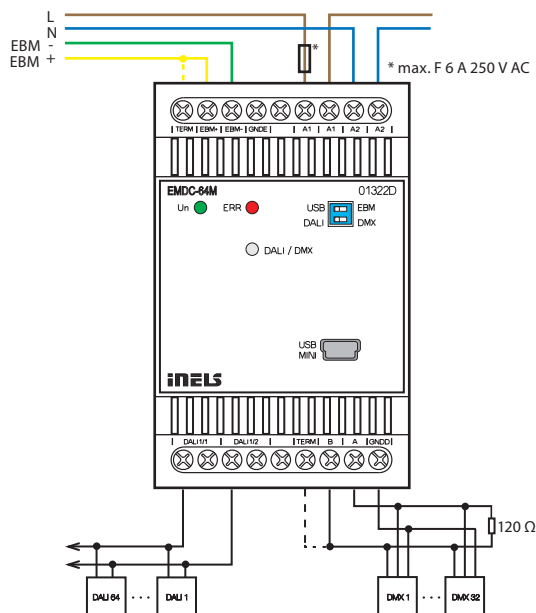 L
N
EBM -
EBM +
*
* max. F 6 A 250 V AC
TERM EBM+ EBM- GNDE A1 A1 A2 A2
EMDC-64M 01322D
Un ERR USB EBM
DALI DMX
DALI / DMX
USB
MINI
iNELS
DALI1/1 DALI1/2 TERM B A GNDD
120 Ω
DALI 64 ... DALI 1 DMX 1 ... DMX 32